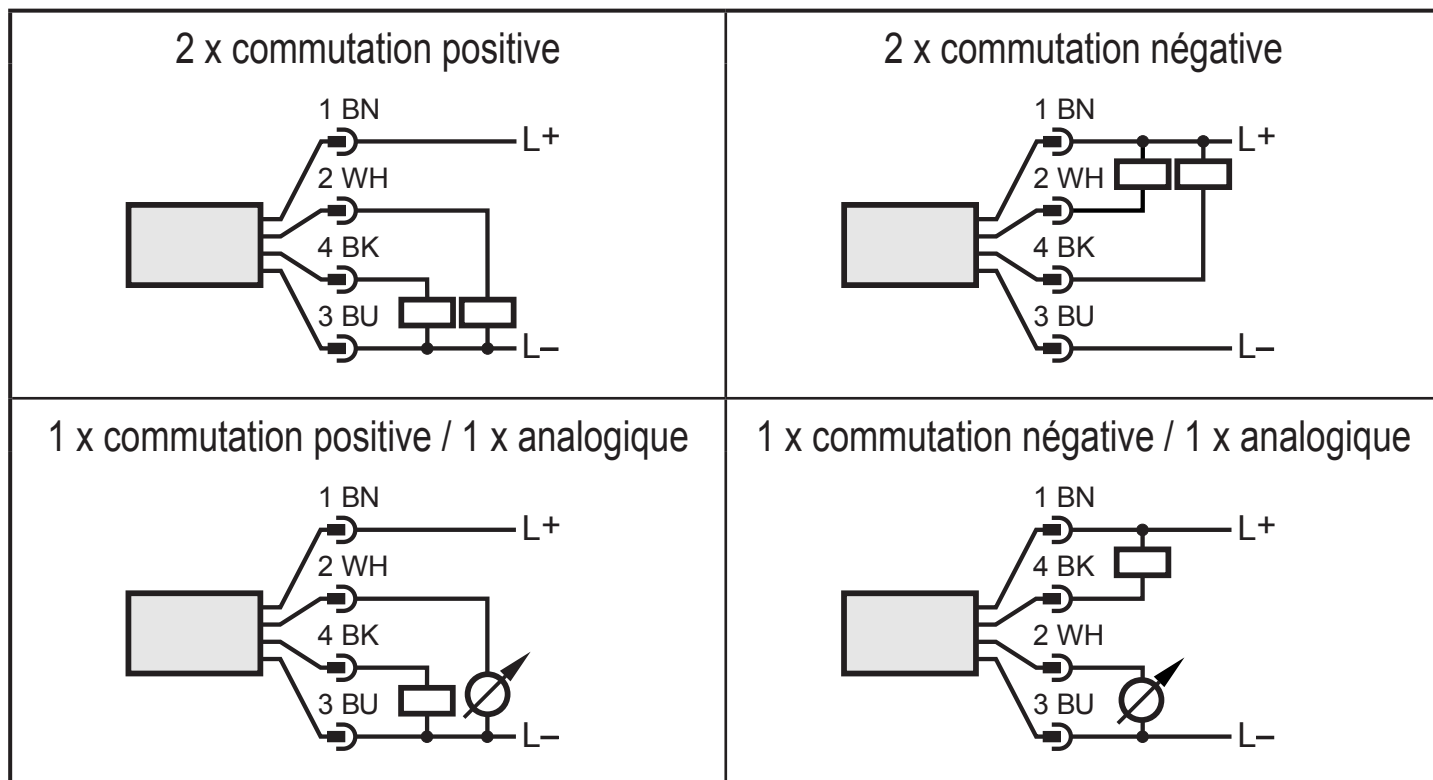 2 x commutation positive
1 BN
L+
2 WH
4 BK
3 BU
L–
2 x commutation négative
1 BN
L+
2 WH
4 BK
3 BU
L–
1 x commutation positive / 1 x analogique
1 BN
L+
2 WH
4 BK
3 BU
L–
1 x commutation négative / 1 x analogique
1 BN
L+
4 BK
2 WH
3 BU
L–